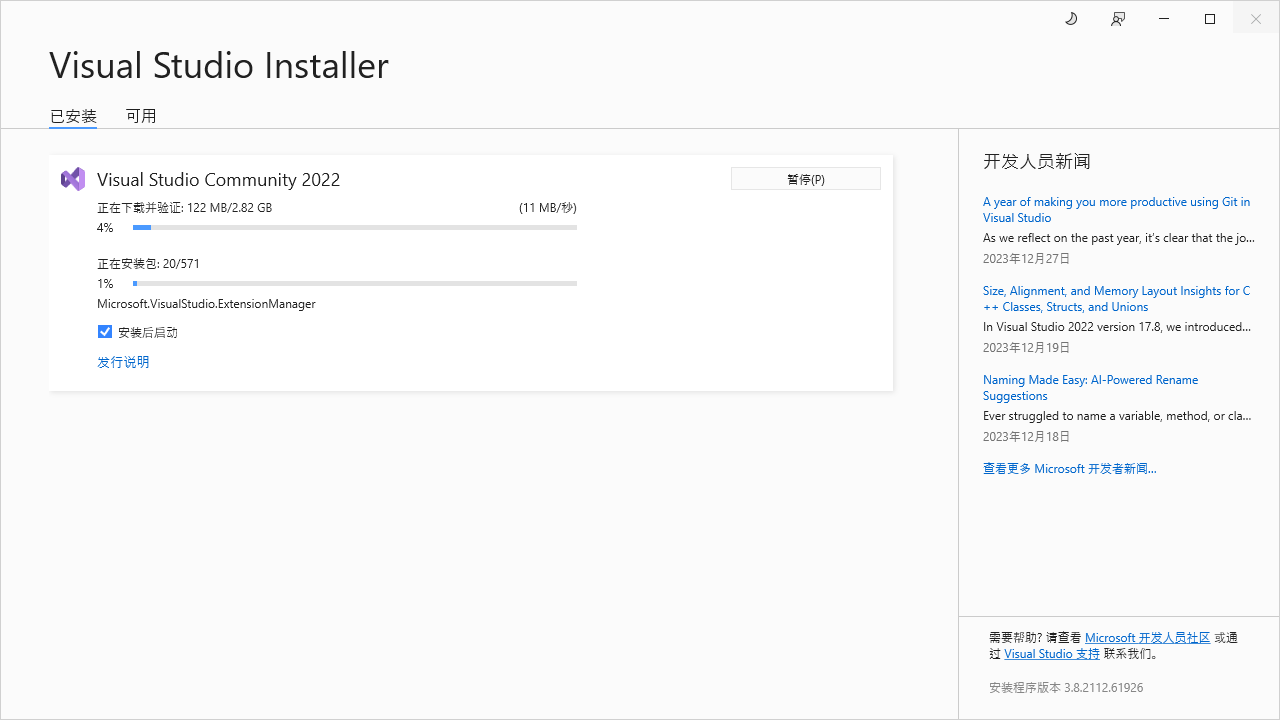 Visual Studio Installer
已安装
可用
Visual Studio Community 2022
暂停(P)
正在下载并验证: 122 MB/2.82 GB
(11 MB/秒)
4%
正在安装包: 20/571
1%
Microsoft.VisualStudio.ExtensionManager
安装后启动
发行说明
开发人员新闻
A year of making you more productive using Git in
Visual Studio
As we reflect on the past year, it's clear that the jo...
2023年12月27日
Size, Alignment, and Memory Layout Insights for C
++ Classes, Structs, and Unions
In Visual Studio 2022 version 17.8, we introduced...
2023年12月19日
Naming Made Easy: AI-Powered Rename
Suggestions
Ever struggled to name a variable, method, or cla...
2023年12月18日
查看更多 Microsoft 开发者新闻...
需要帮助? 请查看 Microsoft 开发人员社区 或通
过 Visual Studio 支持 联系我们。
安装程序版本 3.8.2112.61926